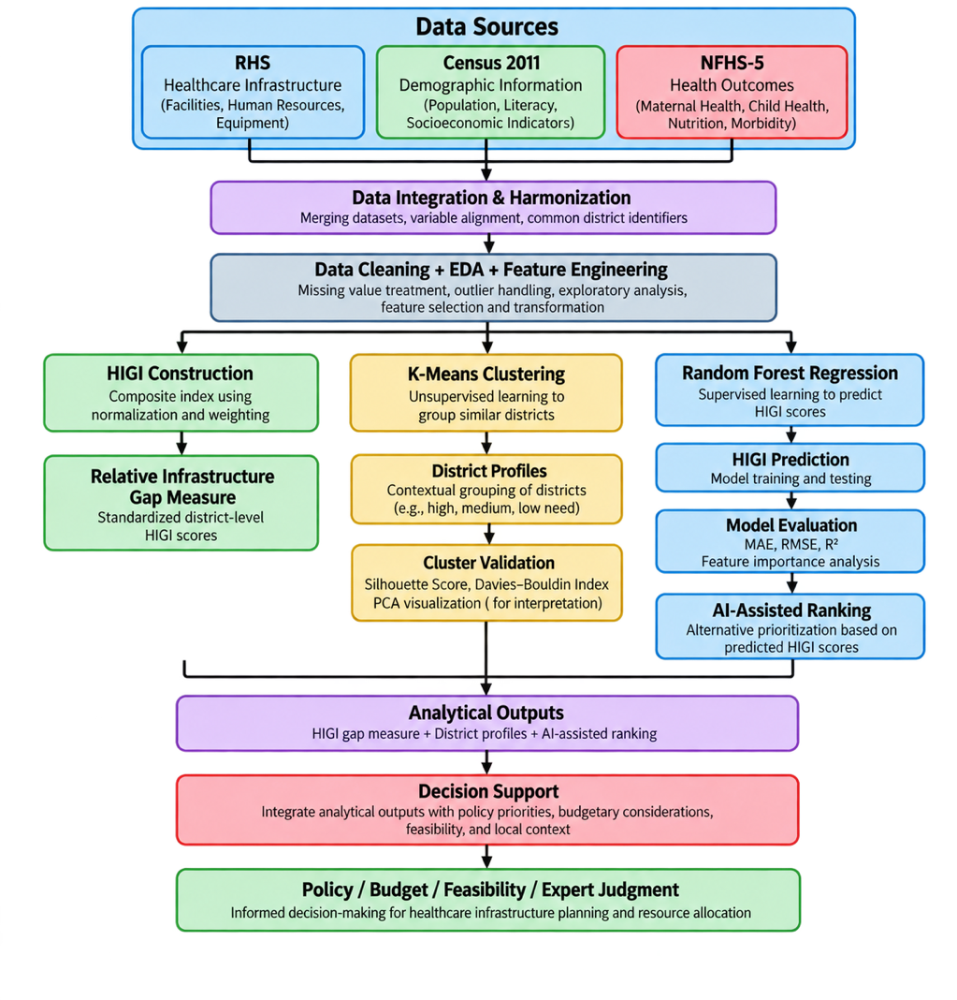 Data Sources
RHS
Healthcare Infrastructure
(Facilities, Human Resources,
Equipment)
Census 2011
Demographic Information
(Population, Literacy,
Socioeconomic Indicators)
NFHS-5
Health Outcomes
(Maternal Health, Child Health,
Nutrition, Morbidity)
Data Integration & Harmonization
Merging datasets, variable alignment, common district identifiers
Data Cleaning + EDA + Feature Engineering
Missing value treatment, outlier handling, exploratory analysis,
feature selection and transformation
HIGI Construction
Composite index using
normalization and weighting
Relative Infrastructure
Gap Measure
Standardized district-level
HIGI scores
K-Means Clustering
Unsupervised learning to
group similar districts
District Profiles
Contextual grouping of districts
(e.g., high, medium, low need)
Cluster Validation
Silhouette Score, Davies–Bouldin Index
PCA visualization ( for interpretation)
Random Forest Regression
Supervised learning to predict
HIGI scores
HIGI Prediction
Model training and testing
Model Evaluation
MAE, RMSE, R²
Feature importance analysis
AI-Assisted Ranking
Alternative prioritization based on
predicted HIGI scores
Analytical Outputs
HIGI gap measure + District profiles + AI-assisted ranking
Decision Support
Integrate analytical outputs with policy priorities, budgetary considerations,
feasibility, and local context
Policy / Budget / Feasibility / Expert Judgment
Informed decision-making for healthcare infrastructure planning and resource allocation